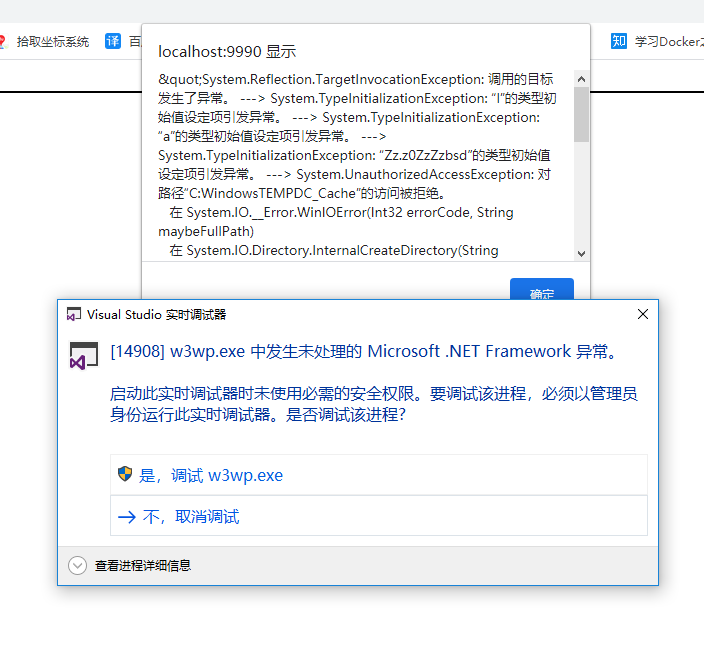 拾取坐标系统
译
百
知
学习Docker之
localhost:9990 显示
&quot;System.Reflection.TargetInvocationException: 调用的目标
发生了异常。 ---> System.TypeInitializationException: “I”的类型初
始值设定项引发异常。 ---> System.TypeInitializationException:
“a”的类型初始值设定项引发异常。 --->
System.TypeInitializationException: “Zz.z0ZzZzbsd”的类型初始值
设定项引发异常。 ---> System.UnauthorizedAccessException: 对
路径“C:WindowsTEMPDC_Cache”的访问被拒绝。
在 System.IO.__Error.WinIOError(Int32 errorCode, String
maybeFullPath)
在 System.IO.Directory.InternalCreateDirectory(String
确定
Visual Studio 实时调试器
[14908] w3wp.exe 中发生未处理的 Microsoft .NET Framework 异常。
启动此实时调试器时未使用必需的安全权限。要调试该进程，必须以管理员
身份运行此实时调试器。是否调试该进程？
是，调试 w3wp.exe
不，取消调试
查看进程详细信息